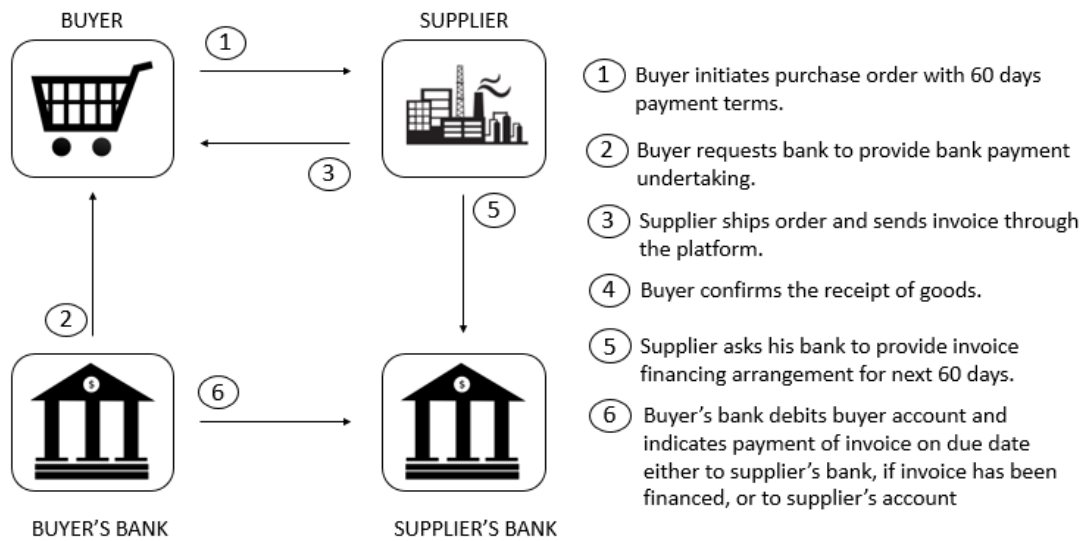 BUYER
SUPPLIER
1
3
5
2
6
$
$
BUYER'S BANK
SUPPLIER'S BANK
1 Buyer initiates purchase order with 60 days
payment terms.
2 Buyer requests bank to provide bank payment
undertaking.
3 Supplier ships order and sends invoice through
the platform.
4 Buyer confirms the receipt of goods.
5 Supplier asks his bank to provide invoice
financing arrangement for next 60 days.
6 Buyer’s bank debits buyer account and
indicates payment of invoice on due date
either to supplier’s bank, if invoice has been
financed, or to supplier’s account